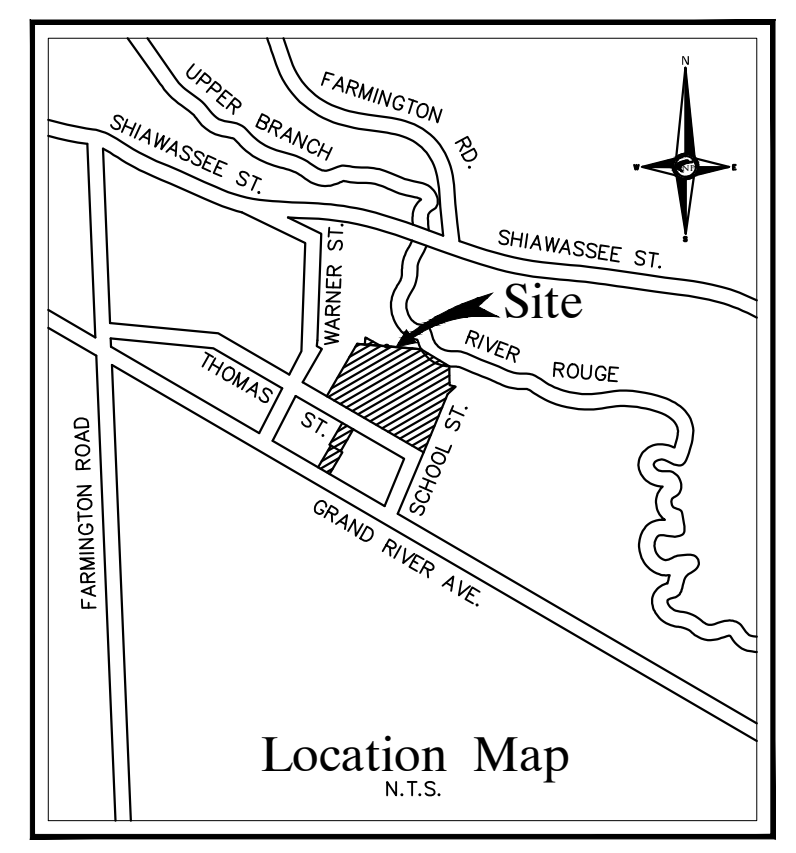 UPPER BRANCH
FARMINGTON RD.
N
SHIAWASSEE ST.
W
E
S
WARNER ST.
SHIAWASSEE ST.
Site
RIVER ROUGE
THOMAS ST.
SCHOOL ST.
FARMINGTON ROAD
GRAND RIVER AVE.
Location Map
N.T.S.